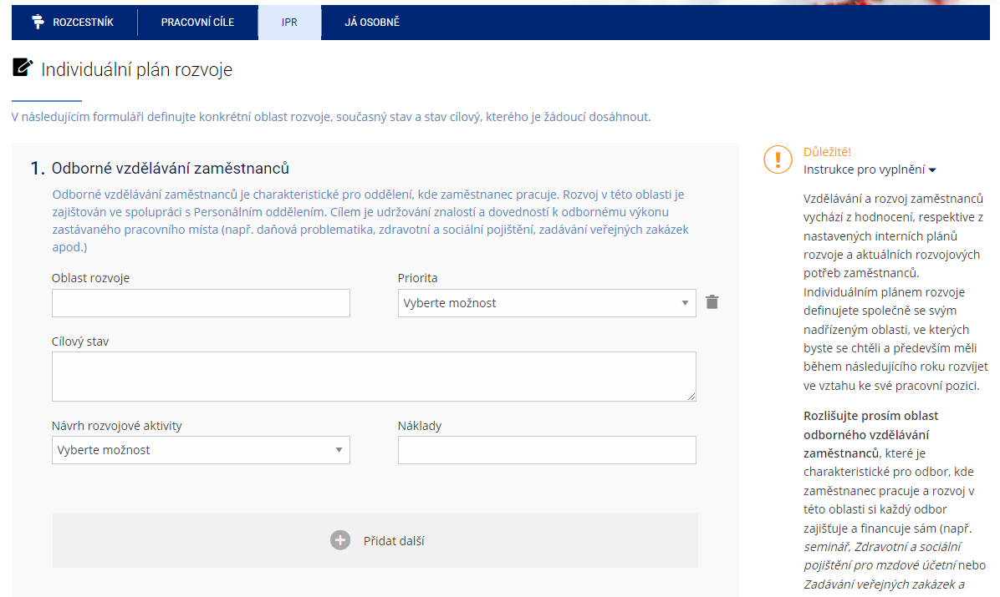 ROZCESTNÍK
PRACOVNÍ CÍLE
IPR
JÁ OSOBNĚ
Individuální plán rozvoje
V následujícím formuláři definujte konkrétní oblast rozvoje, současný stav a stav cílový, kterého je žádoucí dosáhnout.
1. Odborné vzdělávání zaměstnanců
Odborné vzdělávání zaměstnanců je charakteristické pro oddělení, kde zaměstnanec pracuje. Rozvoj v této oblasti je
zajištován ve spolupráci s Personálním oddělením. Cílem je udržování znalostí a dovedností k odbornému výkonu
zastávaného pracovního místa (např. daňová problematika, zdravotní a sociální pojištění, zadávání veřejných zakázek
apod.)
Oblast rozvoje
Priorita
Vyberte možnost
Cílový stav
Návrh rozvojové aktivity
Náklady
Vyberte možnost
Přidat další
Důležité!
Instrukce pro vyplnění
Vzdělávání a rozvoj zaměstnanců
vychází z hodnocení, respektive z
nastavených interních plánů
rozvoje a aktuálních rozvojových
potřeb zaměstnanců.
Individuálním plánem rozvoje
definujete společně se svým
nadřízeným oblasti, ve kterých
byste se chtěli a především měli
během následujícího roku rozvíjet
ve vztahu ke své pracovní pozici.
Rozlišujte prosím oblast
odborného vzdělávání
zaměstnanců, které je
charakteristické pro odbor, kde
zaměstnanec pracuje a rozvoj v
této oblasti si každý odbor
zajišťuje a financuje sám (např.
seminář, Zdravotní a sociální
pojištění pro mzdové účetní nebo
Zadávání veřejných zakázek a